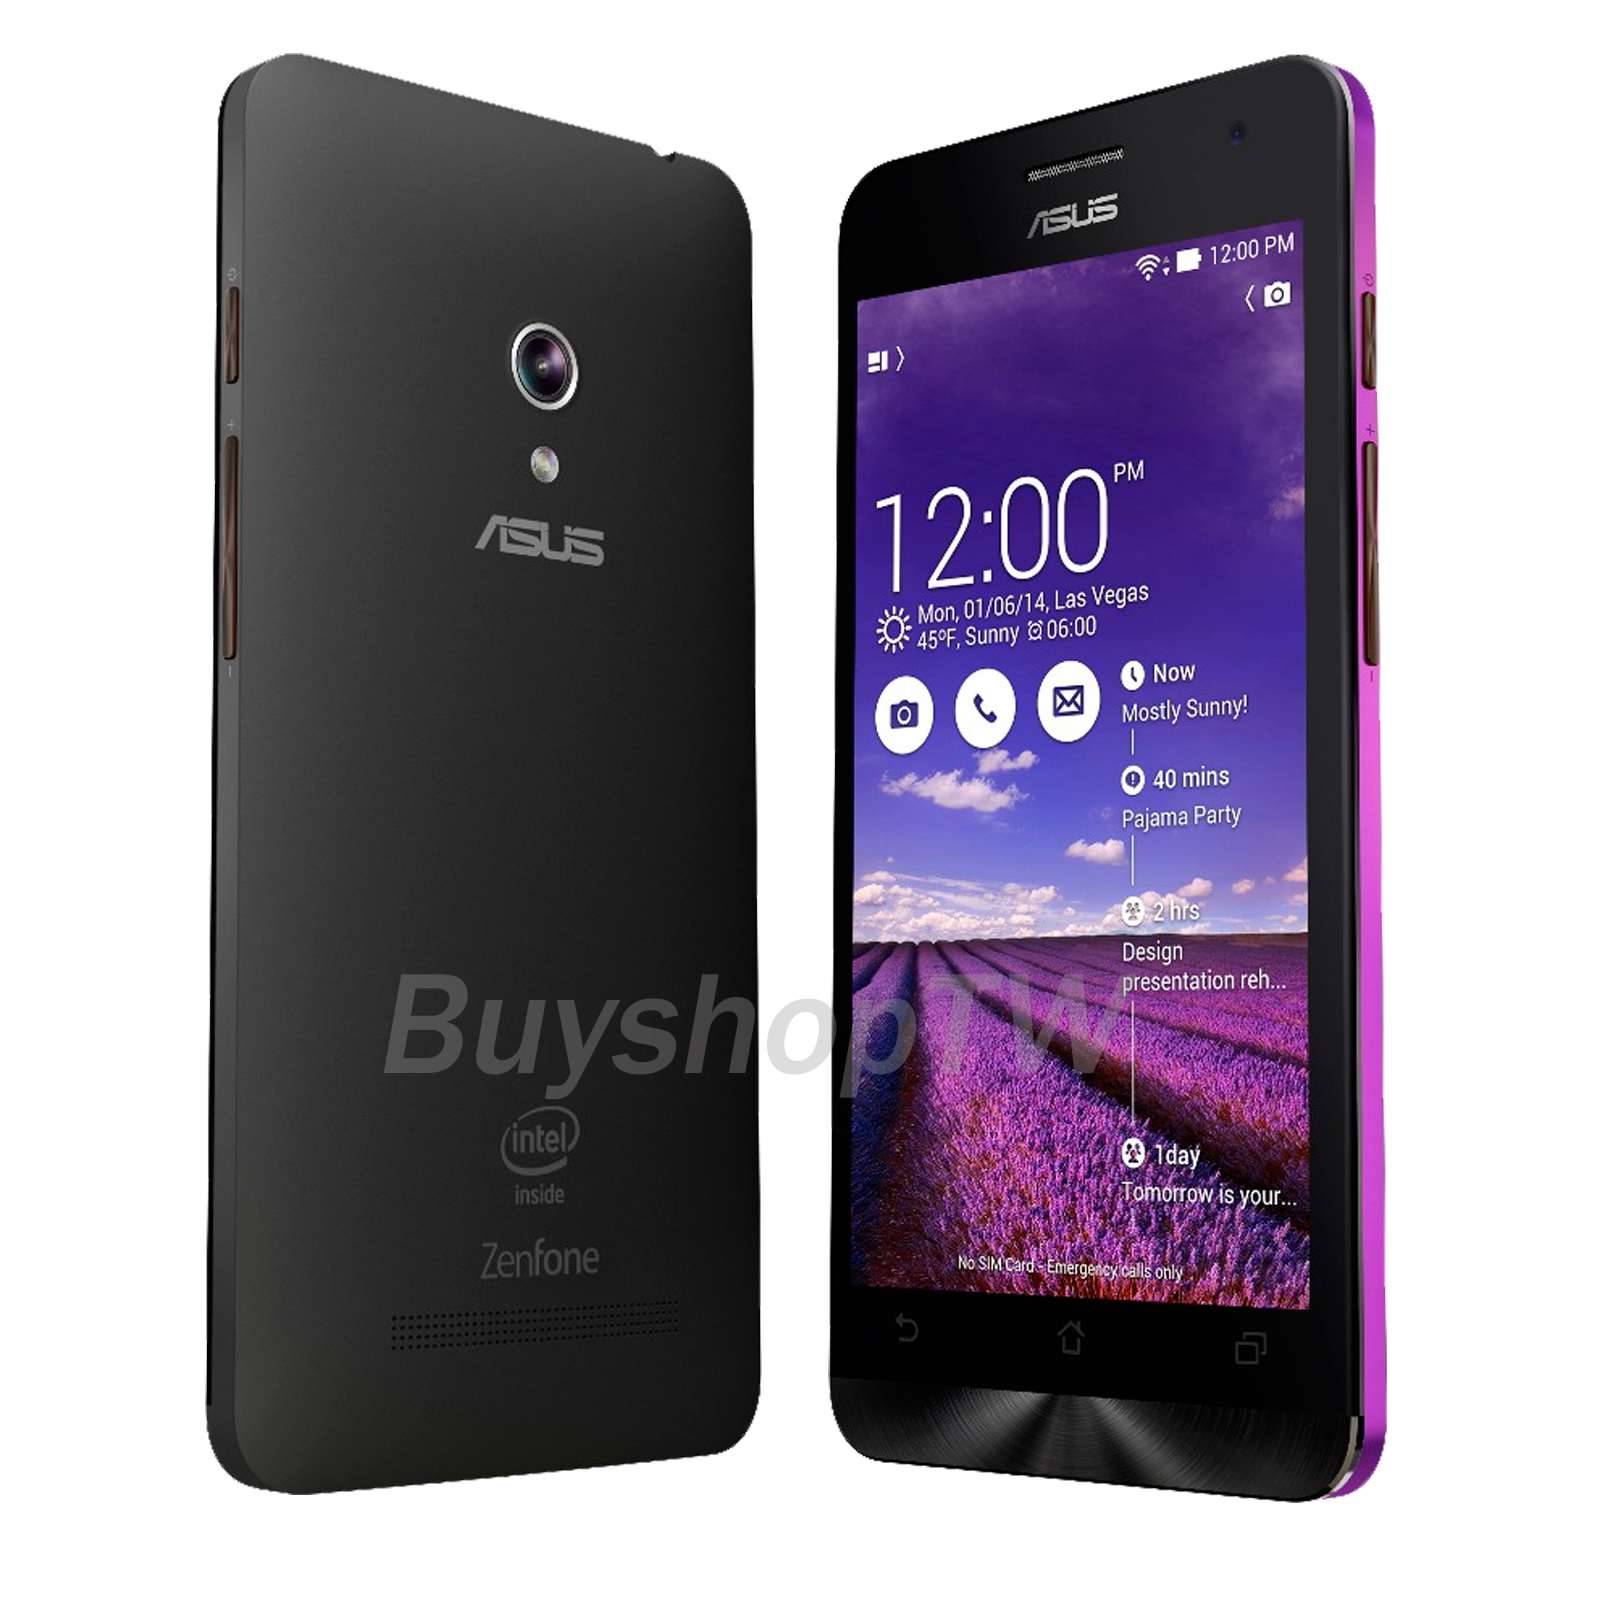 ASUS
intel
inside
Zenfone
ASUS
12:00 PM
12:00 PM
Mon, 01/06/14, Las Vegas
45ºF, Sunny 06:00
Now
Mostly Sunny!
40 mins
Pajama Party
2 hrs
Design
presentation reh...
1day
Tomorrow is your...
No SIM Card - Emergency calls only
BuyshopTW